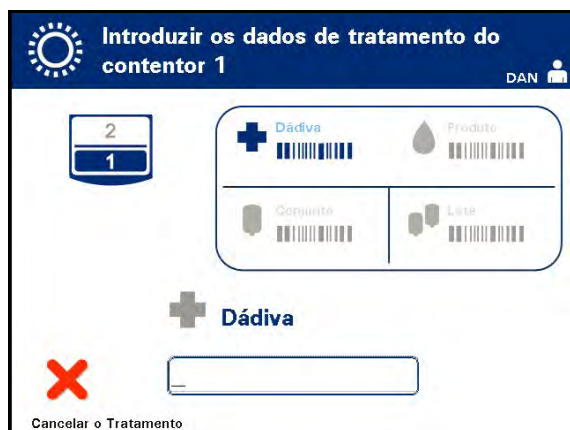 Introduzir os dados de tratamento do
contentor 1
DAN
2
1
Dádiva
Produto
Conjunto
Lote
Dádiva
_
Cancelar o Tratamento